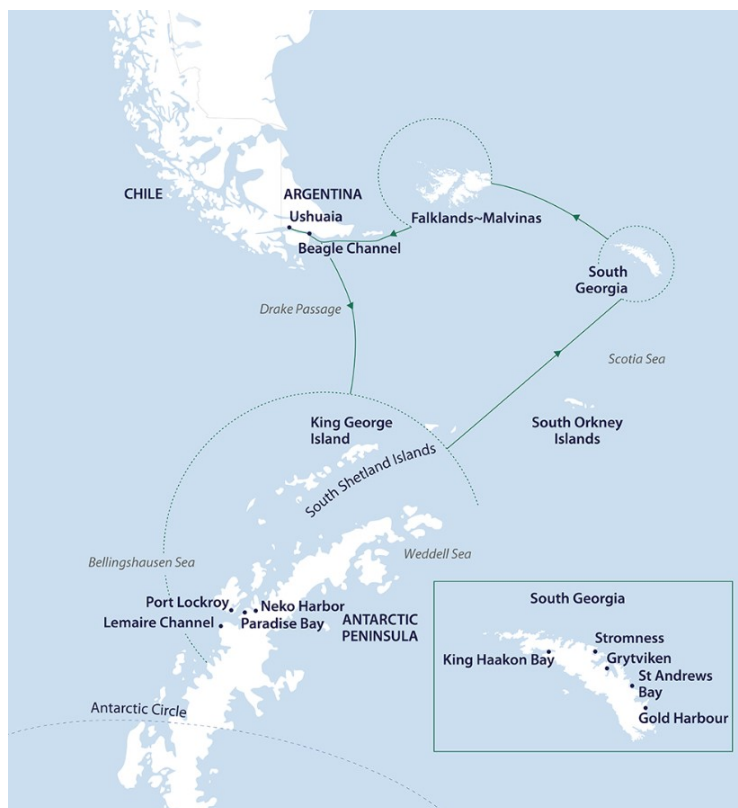 CHILE
ARGENTINA
Ushuaia
Beagle Channel
Falklands~Malvinas
South
Georgia
Drake Passage
Scotia Sea
King George
Island
South Shetland Islands
South Orkney
Islands
Bellingshausen Sea
Weddell Sea
Port Lockroy
Neko Harbor
Lemaire Channel
Paradise Bay
ANTARCTIC
PENINSULA
Antarctic Circle
South Georgia
Stromness
King Haakon Bay
Grytviken
St Andrews
Bay
Gold Harbour